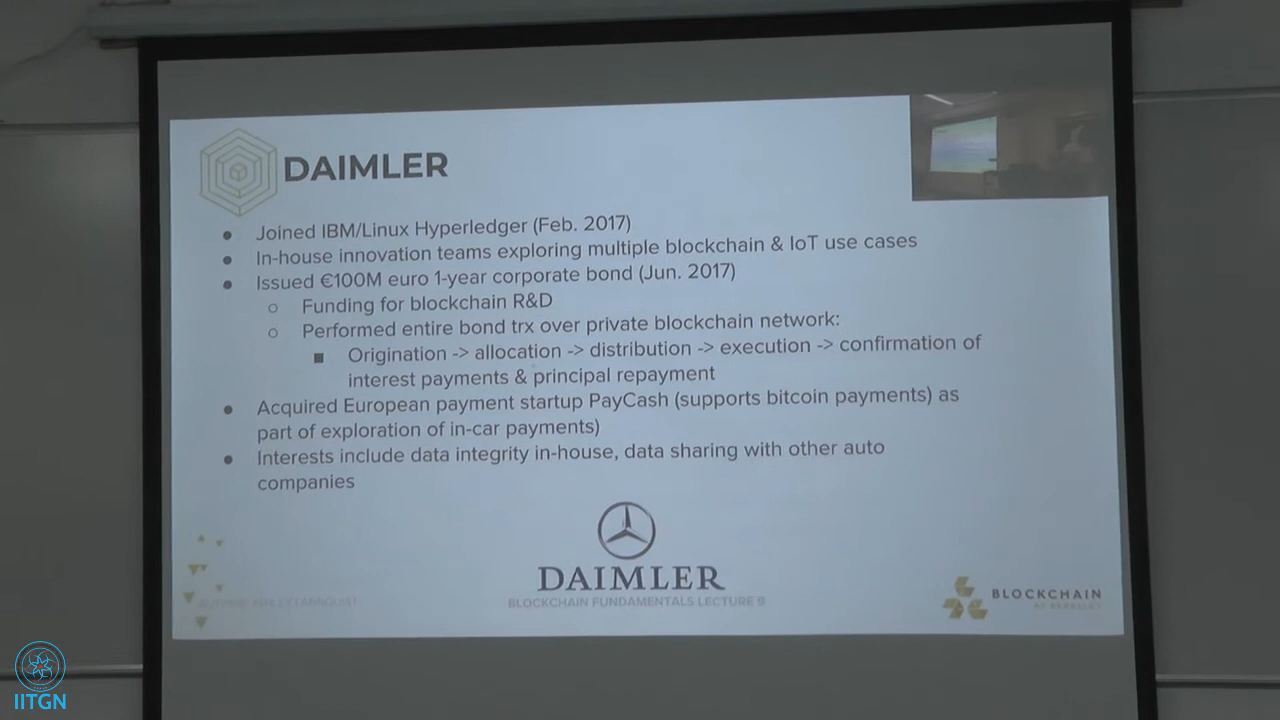 DAIMLER
● Joined IBM/Linux Hyperledger (Feb. 2017)
● In-house innovation teams exploring multiple blockchain & IoT use cases
● Issued €100M euro 1-year corporate bond (Jun. 2017)
○ Funding for blockchain R&D
○ Performed entire bond trx over private blockchain network:
■ Origination -> allocation -> distribution -> execution -> confirmation of
interest payments & principal repayment
● Acquired European payment startup PayCash (supports bitcoin payments) as
part of exploration of in-car payments)
● Interests include data integrity in-house, data sharing with other auto
companies
DAIMLER
BLOCKCHAIN FUNDAMENTALS LECTURE 9
BLOCKCHAIN
AT BERKELEY
IITGN